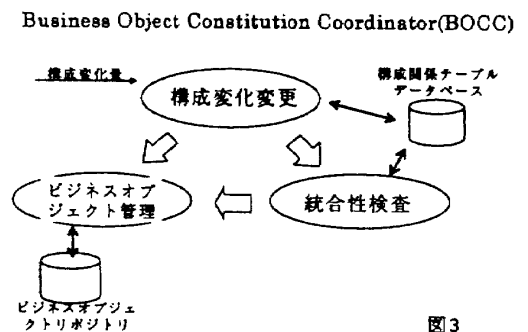 Business Object Constitution Coordinator(BOCC)
構成変化量
構成変化変更
構成関係テーブル
データベース
ビジネスオブ
ジェクト管理
統合性検査
ビジネスオブジェ
クトリポジトリ
図3